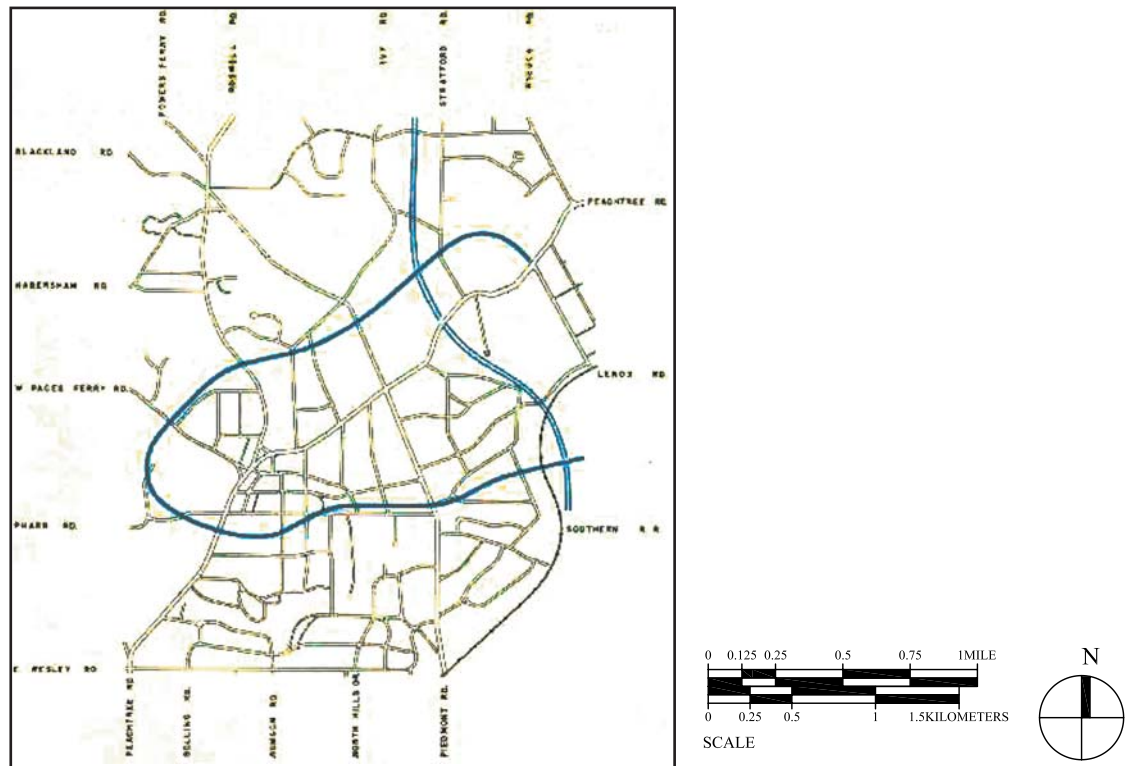 POWERS FERRY RD.
ROSWELL RD.
IVY RD.
STRATFORD RD.
BLACKLAND RD
PEACHTREE RD
HABERSHAM RD
W PACES FERRY RD.
LENOX RD.
PHARR RD.
SOUTHERN R.R.
E WESLEY RD
PEACHTREE RD
BOLLING RD.
NORTH HILLS DR.
PIEDMONT RD.
0 0.125 0.25 0.5 0.75 1MILE
0 0.25 0.5 1 1.5KILOMETERS
SCALE
N